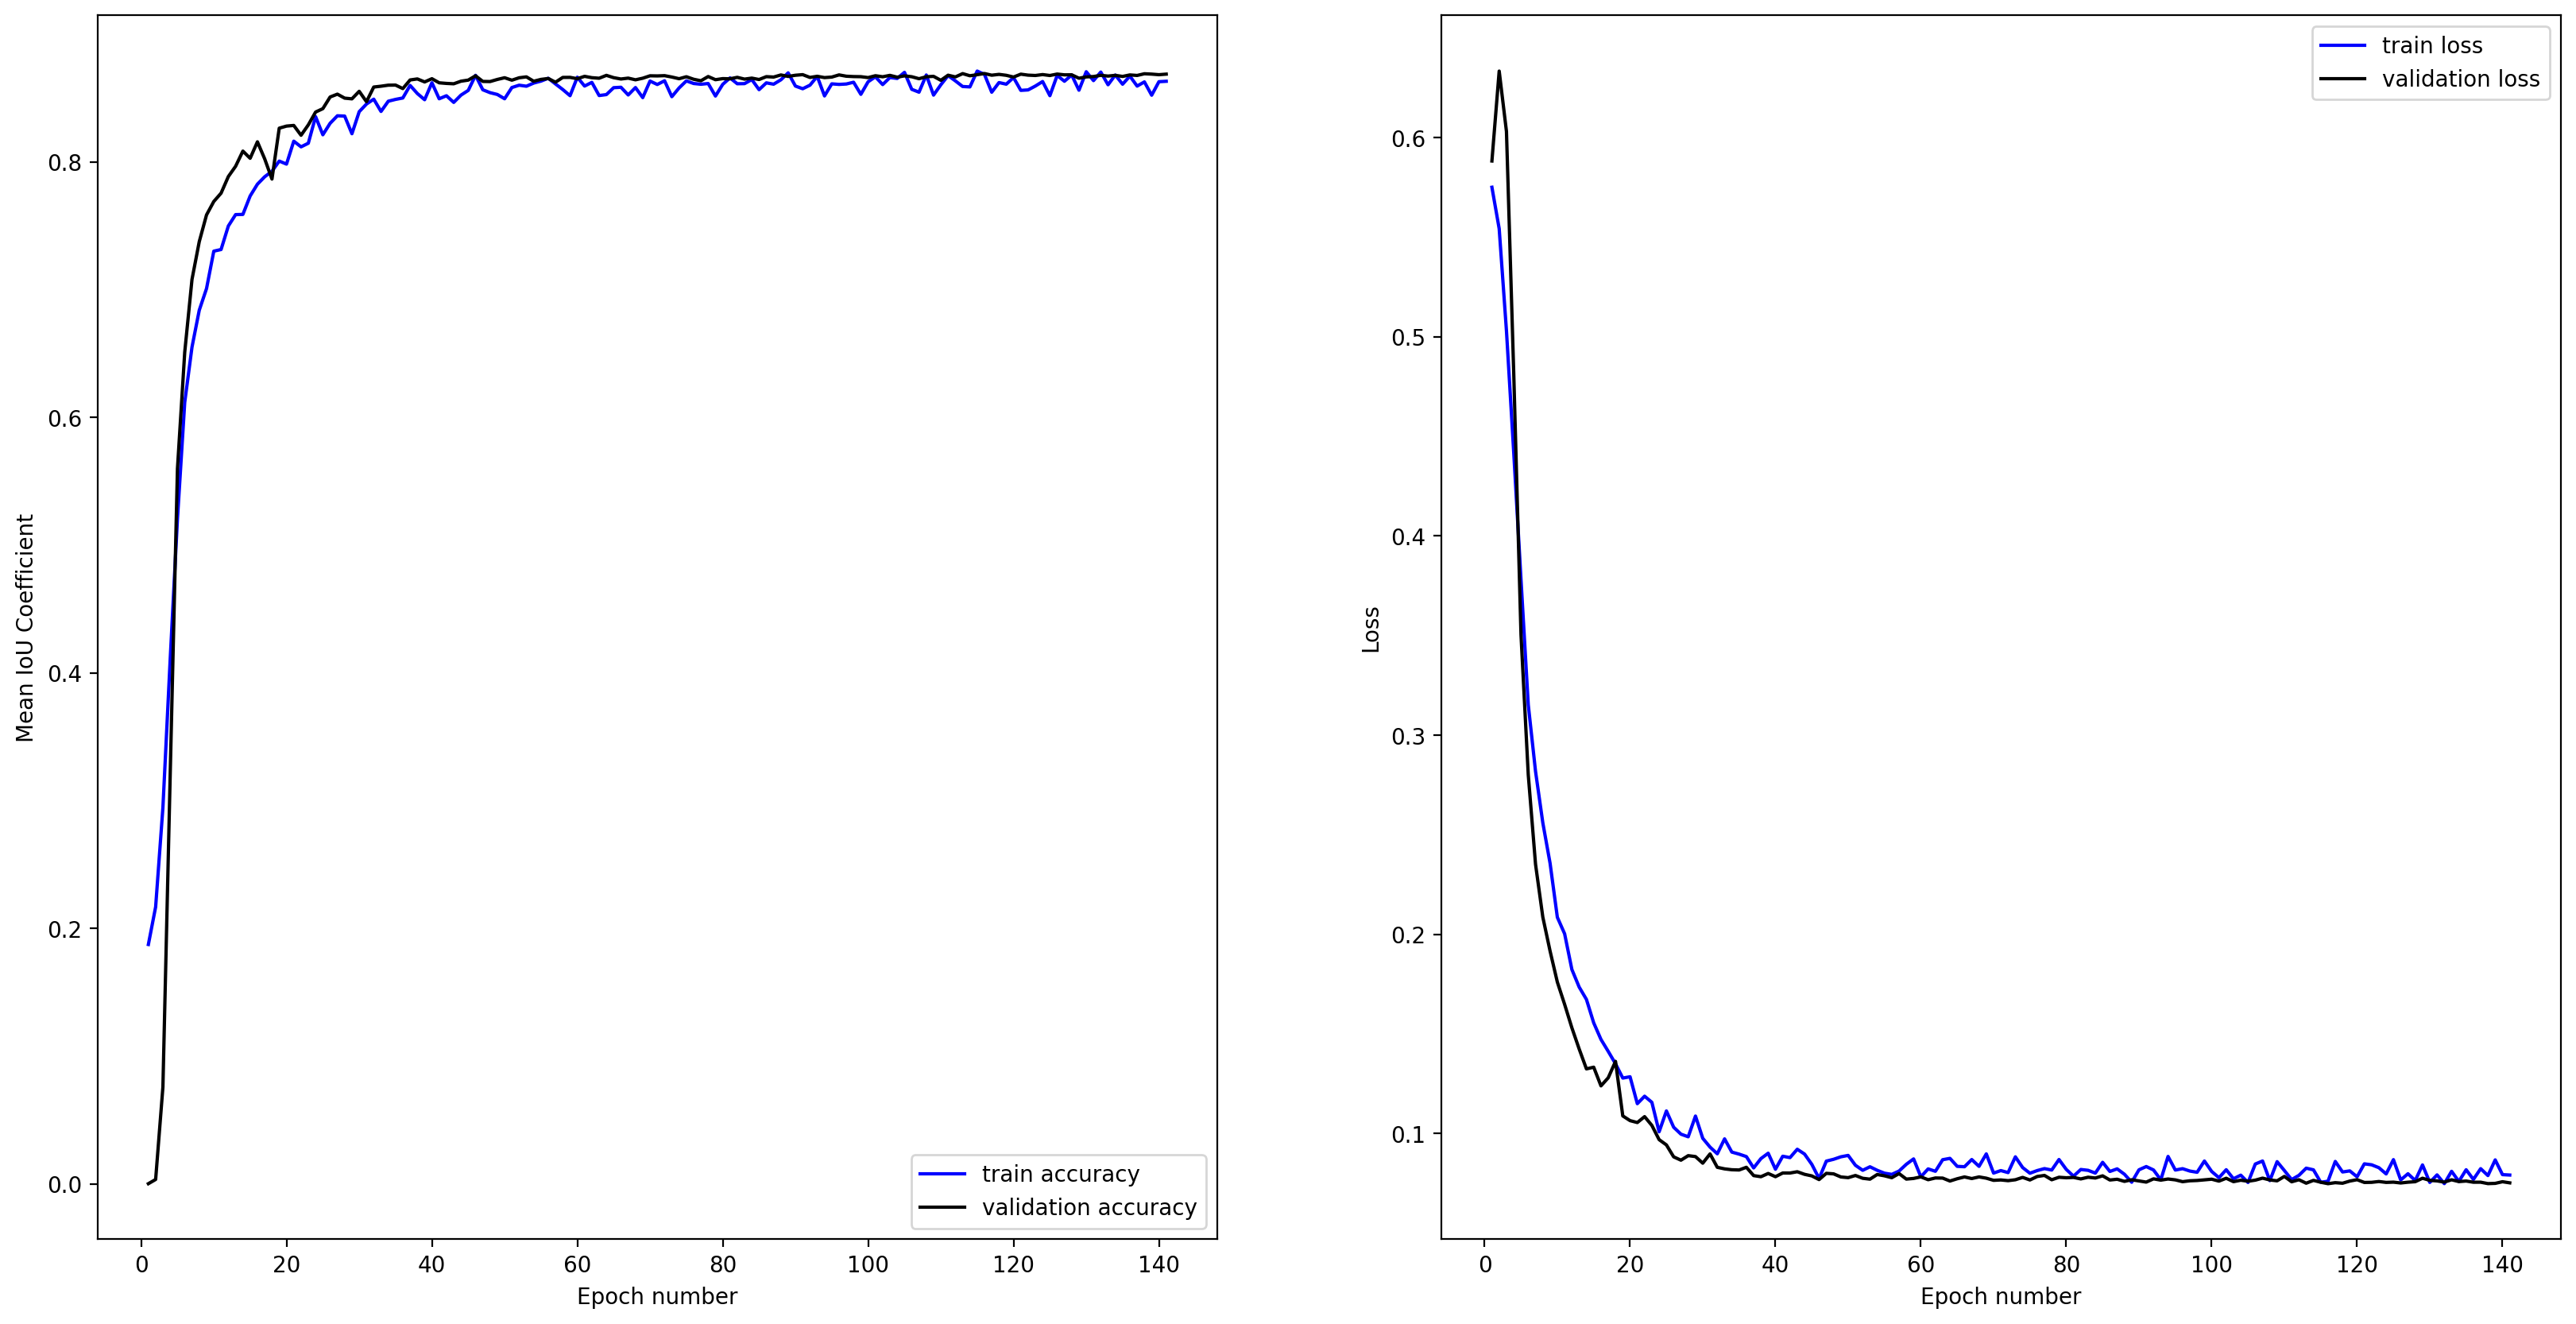 Mean IoU Coefficient
0.8
0.6
0.4
0.2
0.0
train accuracy
validation accuracy
0 20 40 60 80 100 120 140
Epoch number
Loss
0.6
0.5
0.4
0.3
0.2
0.1
train loss
validation loss
0 20 40 60 80 100 120 140
Epoch number